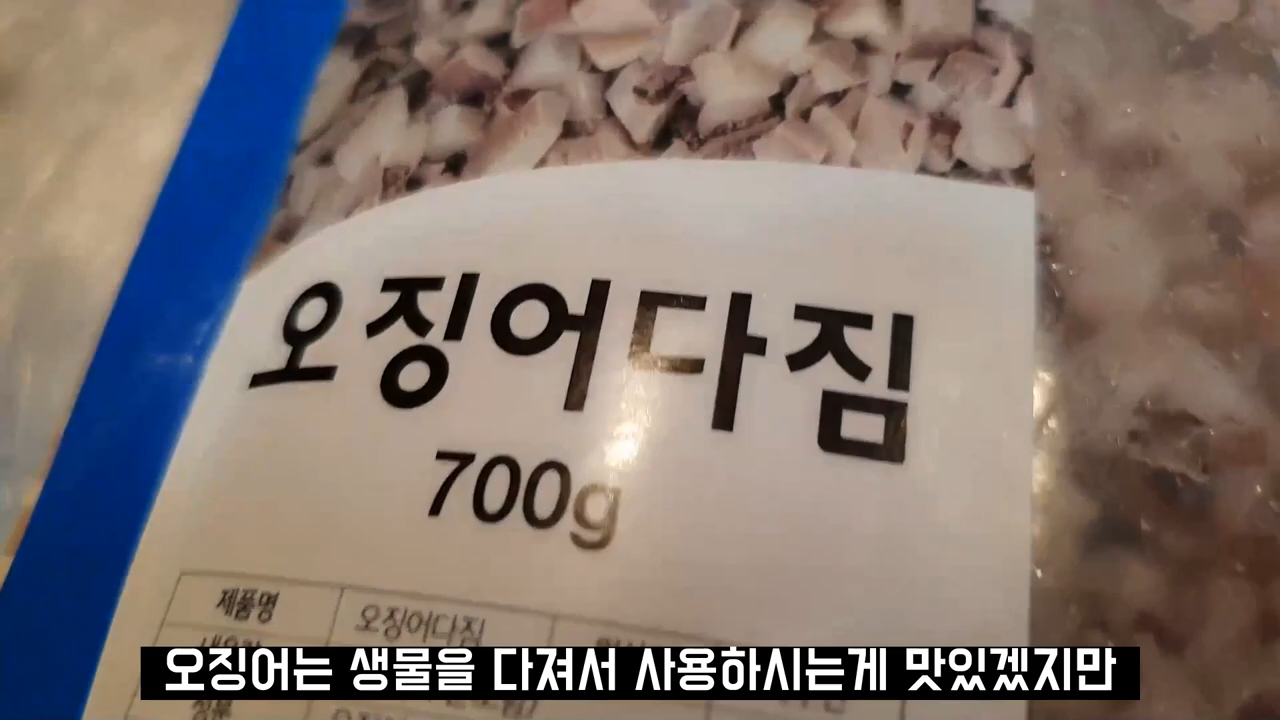 오징어다짐
700g
제품명 오징어다짐
오징어는 생물을 다져서 사용하시는게 맛있겠지만